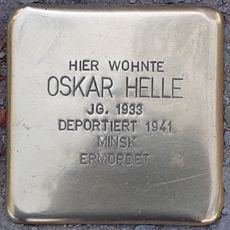 HIER WOHNTE
OSKAR HELLE
JG. 1933
DEPORTIERT 1941
MINSK
ERMORDET